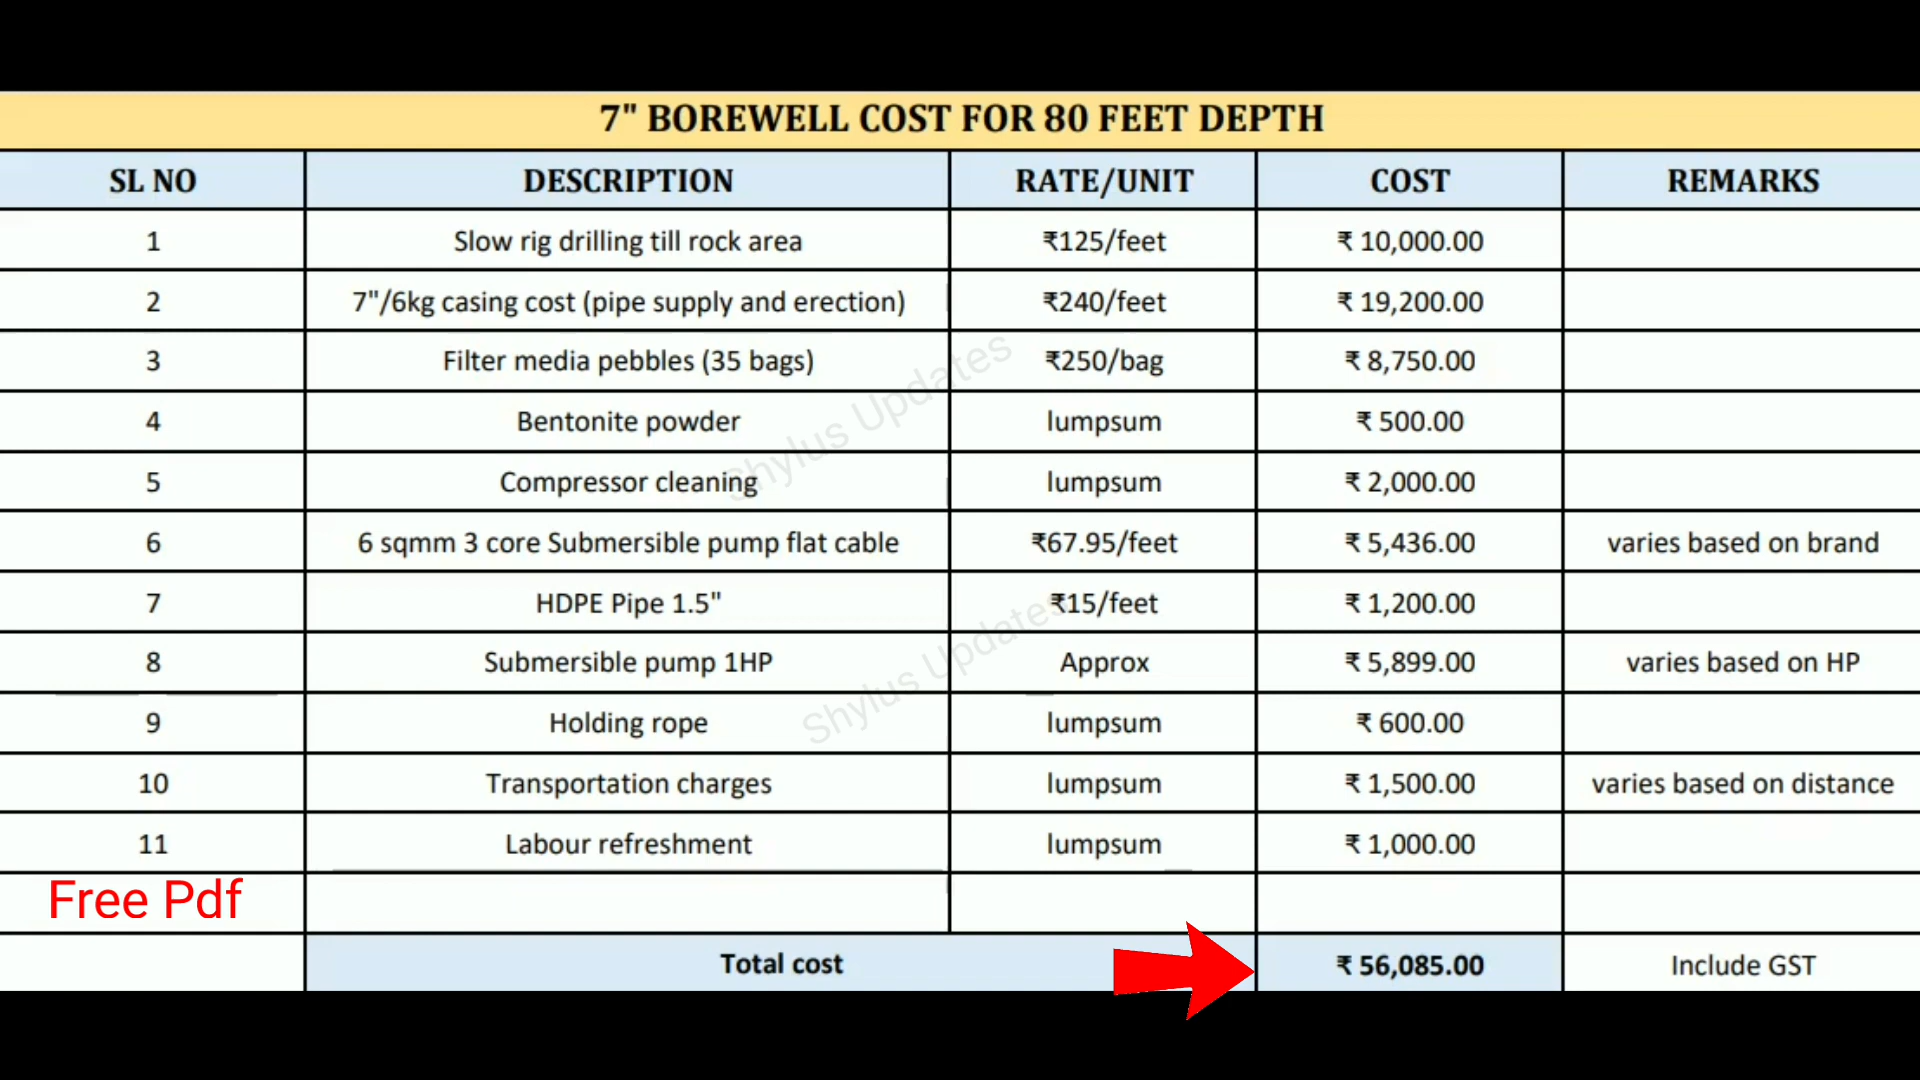 7" BOREWELL COST FOR 80 FEET DEPTH
SL NO DESCRIPTION RATE/UNIT COST REMARKS
1 Slow rig drilling till rock area ₹125/feet ₹ 10,000.00
2 7"/6kg casing cost (pipe supply and erection) ₹240/feet ₹ 19,200.00
3 Filter media pebbles (35 bags) ₹250/bag ₹ 8,750.00
4 Bentonite powder lumpsum ₹ 500.00
5 Compressor cleaning lumpsum ₹ 2,000.00
6 6 sqmm 3 core Submersible pump flat cable ₹67.95/feet ₹ 5,436.00 varies based on brand
7 HDPE Pipe 1.5" ₹15/feet ₹ 1,200.00
8 Submersible pump 1HP Approx ₹ 5,899.00 varies based on HP
9 Holding rope lumpsum ₹ 600.00
10 Transportation charges lumpsum ₹ 1,500.00 varies based on distance
11 Labour refreshment lumpsum ₹ 1,000.00
Free Pdf
Total cost ₹ 56,085.00 Include GST
Shylus Updates
Shylus Updates